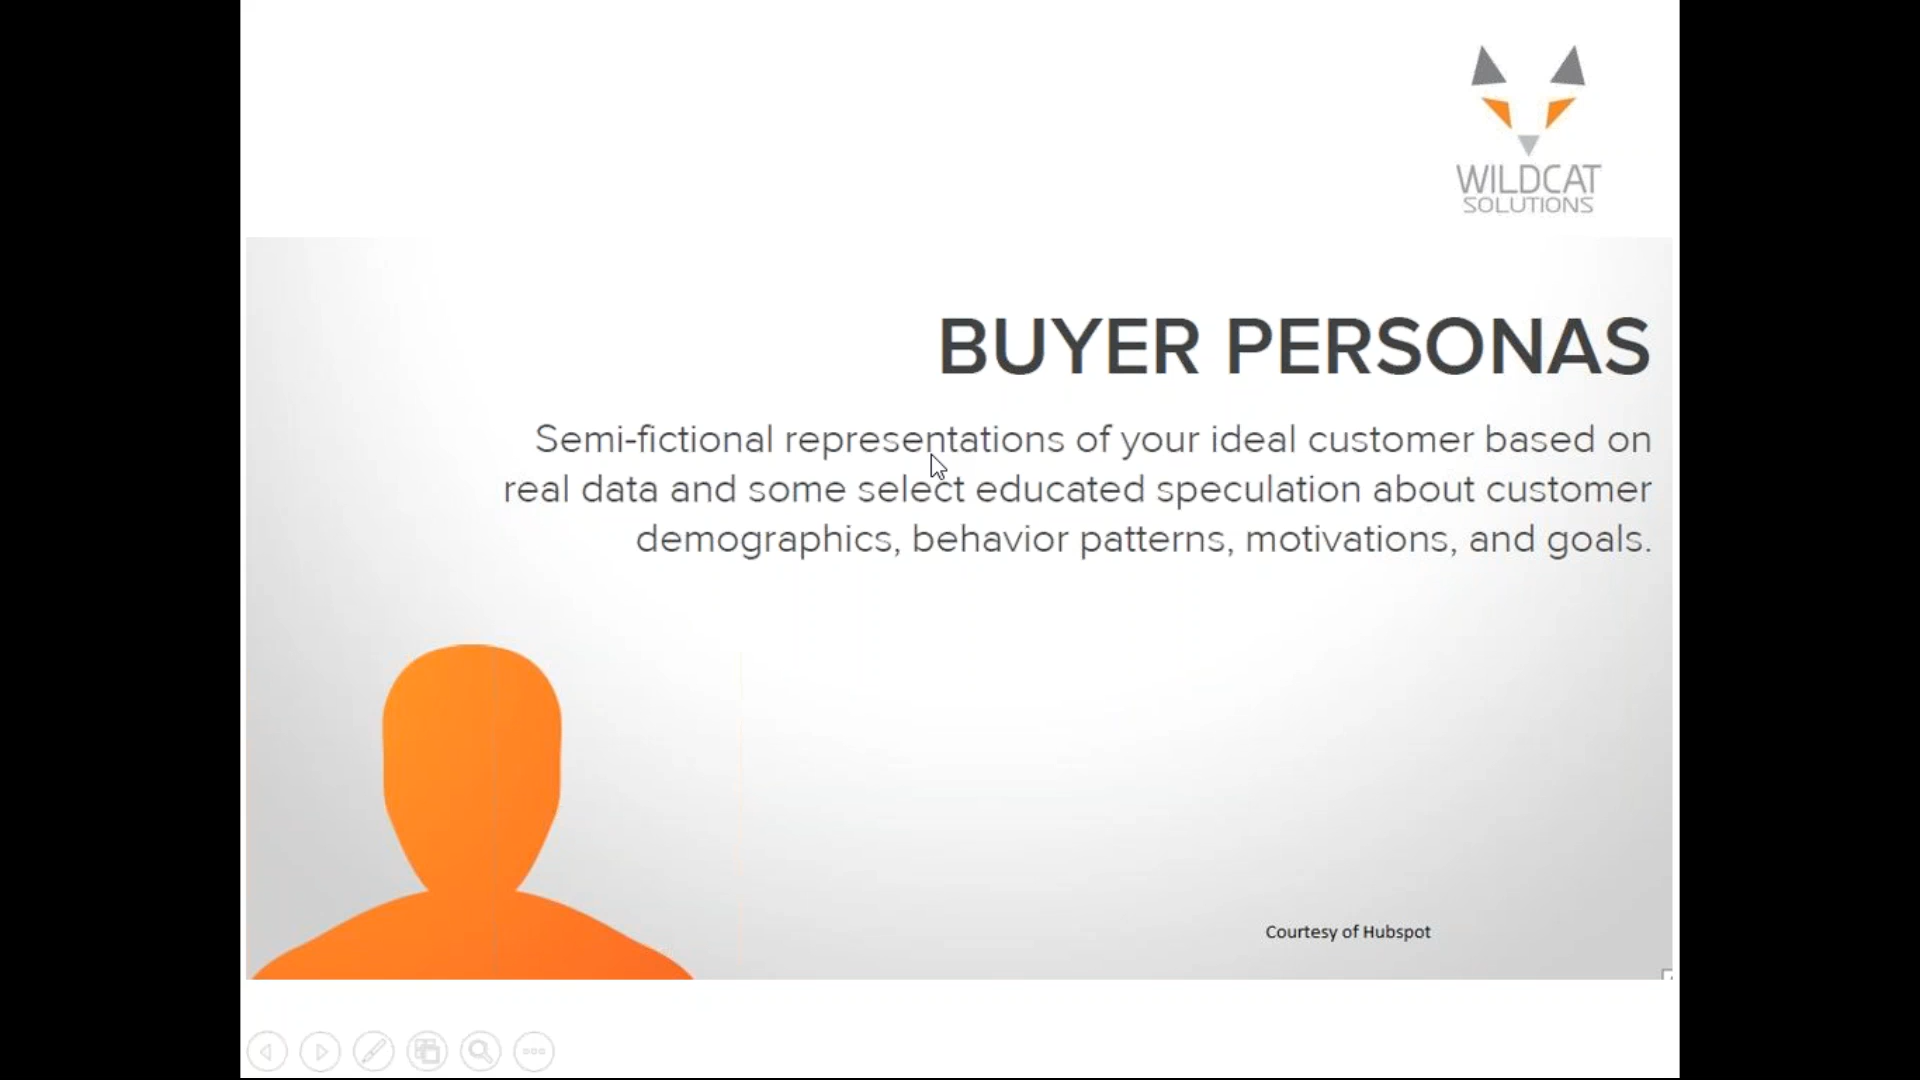 WILDCAT
SOLUTIONS
BUYER PERSONAS
Semi-fictional representations of your ideal customer based on
real data and some select educated speculation about customer
demographics, behavior patterns, motivations, and goals.
Courtesy of Hubspot